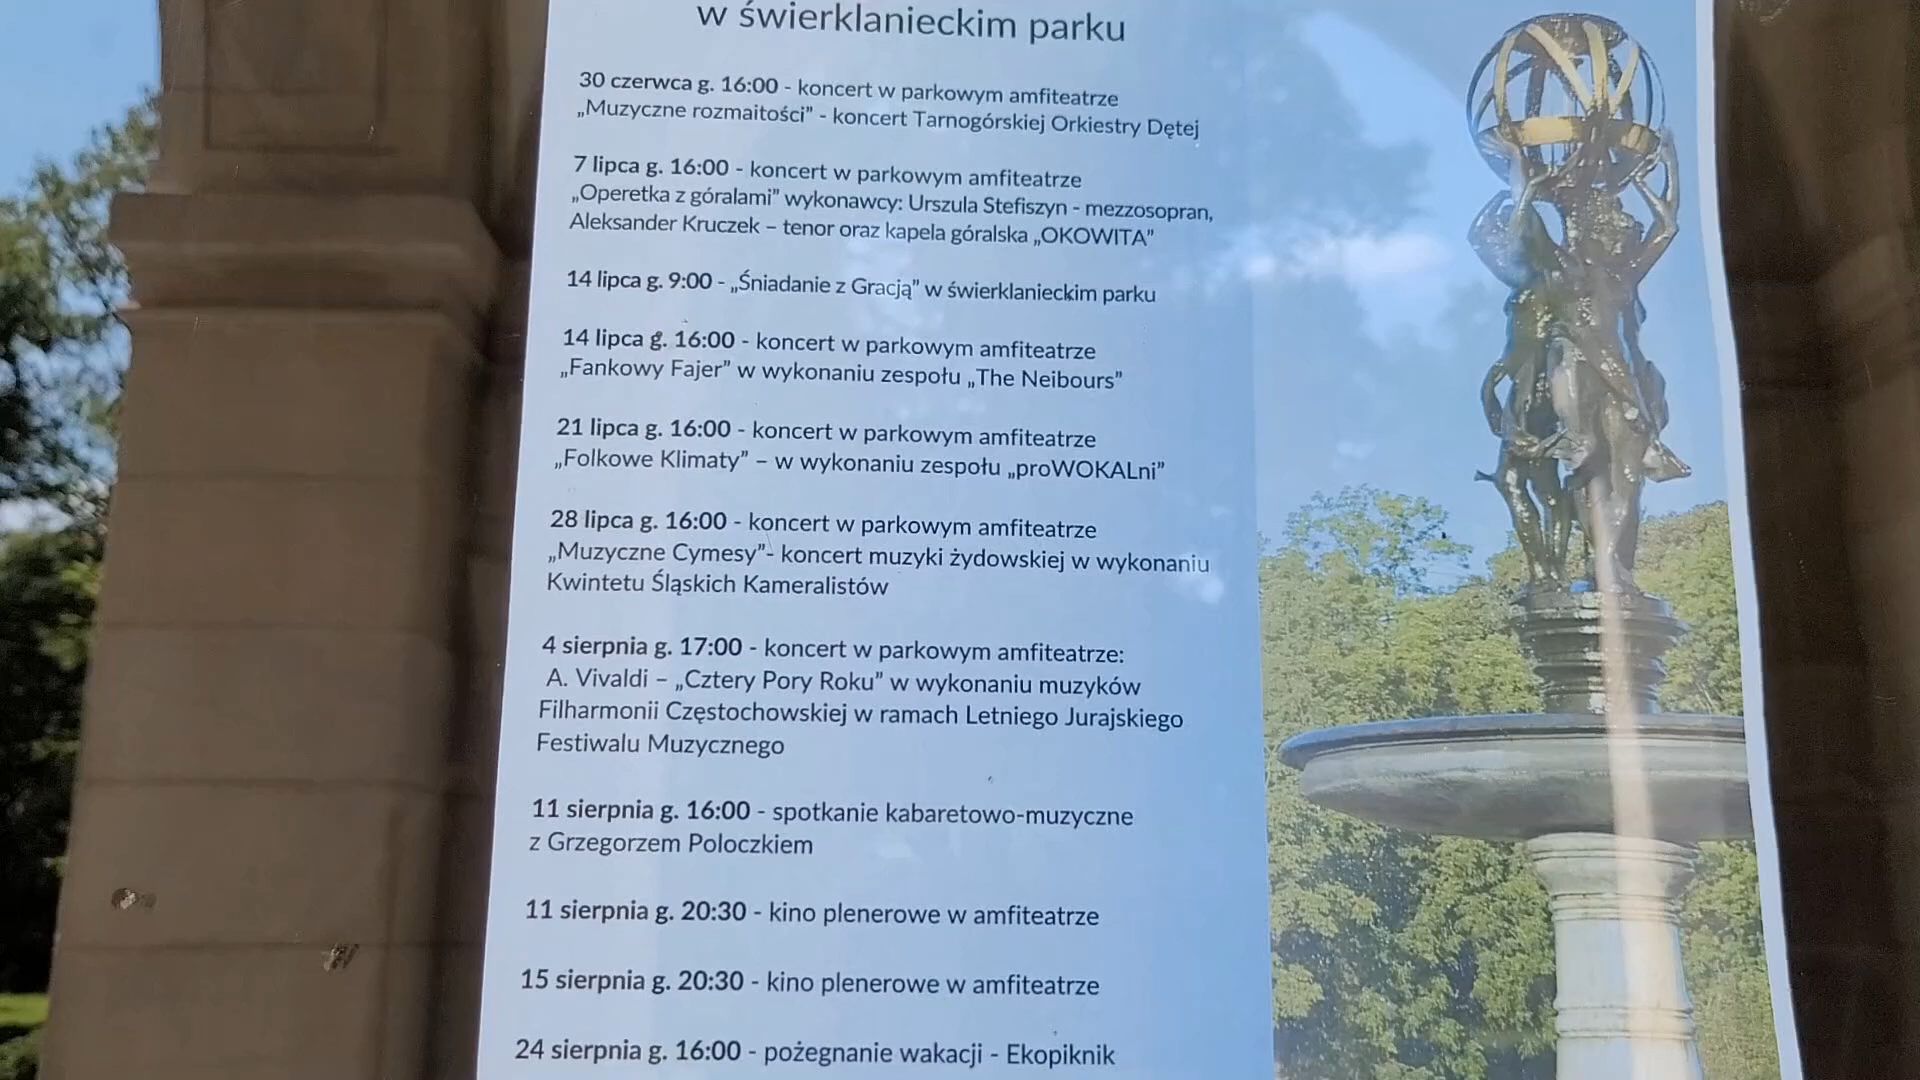 w świerklanieckim parku
30 czerwca g. 16:00 - koncert w parkowym amfiteatrze
„Muzyczne rozmaitości” - koncert Tarnogórskiej Orkiestry Dętej
7 lipca g. 16:00 - koncert w parkowym amfiteatrze
„Operetka z góralami” wykonawcy: Urszula Stefiszyn - mezzosopran,
Aleksander Kruczek – tenor oraz kapela góralska „OKOWITA”
14 lipca g. 9:00 - „Śniadanie z Gracją” w świerklanieckim parku
14 lipca g. 16:00 - koncert w parkowym amfiteatrze
„Fankowy Fajer” w wykonaniu zespołu „The Neibours”
21 lipca g. 16:00 - koncert w parkowym amfiteatrze
„Folkowe Klimaty” – w wykonaniu zespołu „proWOKALni”
28 lipca g. 16:00 - koncert w parkowym amfiteatrze
„Muzyczne Cymesy”- koncert muzyki żydowskiej w wykonaniu
Kwintetu Śląskich Kameralistów
4 sierpnia g. 17:00 - koncert w parkowym amfiteatrze:
A. Vivaldi – „Cztery Pory Roku” w wykonaniu muzyków
Filharmonii Częstochowskiej w ramach Letniego Jurajskiego
Festiwalu Muzycznego
11 sierpnia g. 16:00 - spotkanie kabaretowo-muzyczne
z Grzegorzem Poloczkiem
11 sierpnia g. 20:30 - kino plenerowe w amfiteatrze
15 sierpnia g. 20:30 - kino plenerowe w amfiteatrze
24 sierpnia g. 16:00 - pożegnanie wakacji - Ekopiknik